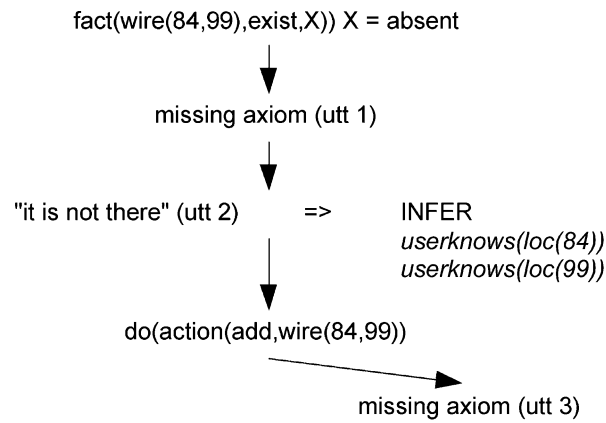 fact(wire(84,99),exist,X)) X = absent
missing axiom (utt 1)
"it is not there" (utt 2) => INFER
userknows(loc(84))
userknows(loc(99))
do(action(add,wire(84,99))
missing axiom (utt 3)